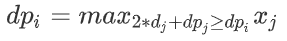 dp_i = max_{2*d_j+dp_j≥dp_i} x_j